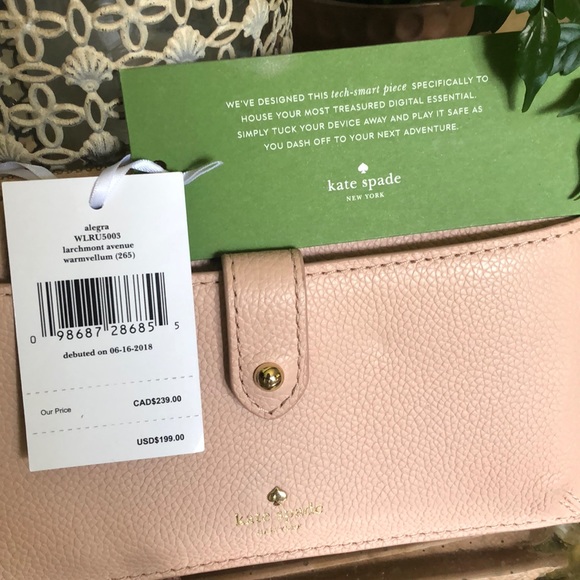 WE'VE DESIGNED THIS tech-smart piece SPECIFICALLY TO
HOUSE YOUR MOST TREASURED DIGITAL ESSENTIAL.
SIMPLY TUCK YOUR DEVICE AWAY AND PLAY IT SAFE AS
YOU DASH OFF TO YOUR NEXT ADVENTURE.
kate spade
NEW YORK
alegra
WLRU5003
larchmont avenue
warmvellum (265)
0 98687 28685 5
debuted on 06-16-2018
Our Price
CAD$239.00
USD$199.00
kate spade
NEW YORK